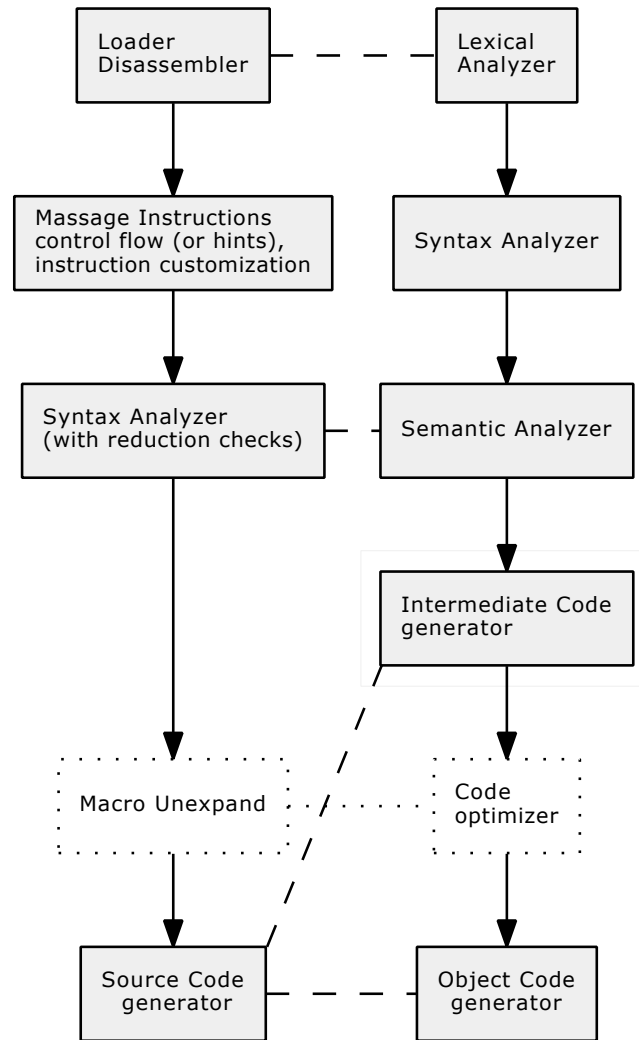 Loader
Disassembler
Lexical
Analyzer
Massage Instructions
control flow (or hints),
instruction customization
Syntax Analyzer
Syntax Analyzer
(with reduction checks)
Semantic Analyzer
Intermediate Code
generator
Macro Unexpand
Code
optimizer
Source Code
generator
Object Code
generator